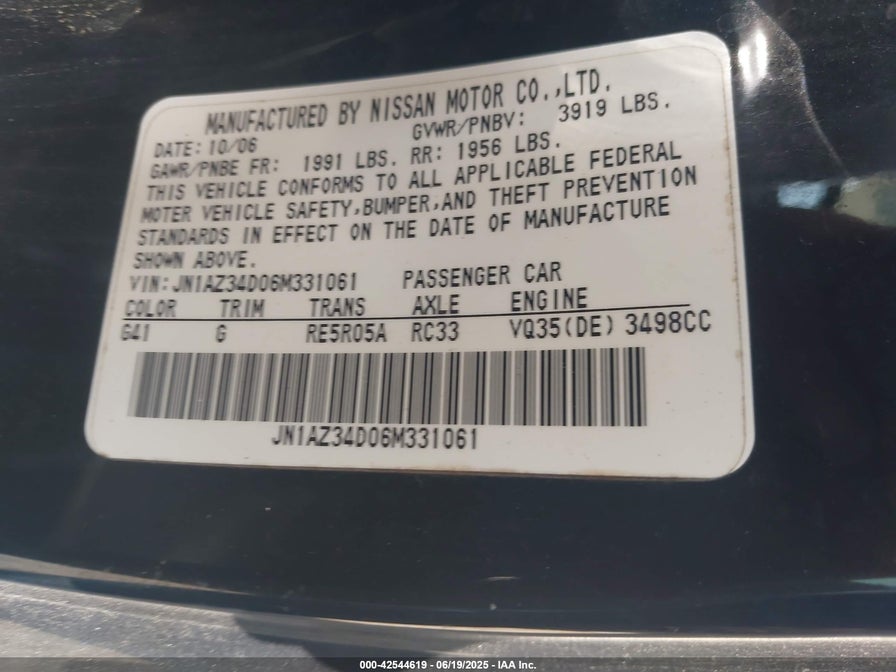 MANUFACTURED BY NISSAN MOTOR CO.,LTD.
DATE: 10/06 GVWR/PNBV: 3919 LBS.
GAWR/PNBE FR: 1991 LBS. RR: 1956 LBS.
THIS VEHICLE CONFORMS TO ALL APPLICABLE FEDERAL
MOTER VEHICLE SAFETY,BUMPER,AND THEFT PREVENTION
STANDARDS IN EFFECT ON THE DATE OF MANUFACTURE
SHOWN ABOVE.
VIN: JN1AZ34D06M331061 PASSENGER CAR
COLOR TRIM TRANS AXLE ENGINE
G41 G RE5R05A RC33 VQ35(DE) 3498CC
JN1AZ34D06M331061
000-42544619 - 06/19/2025 - IAA Inc.